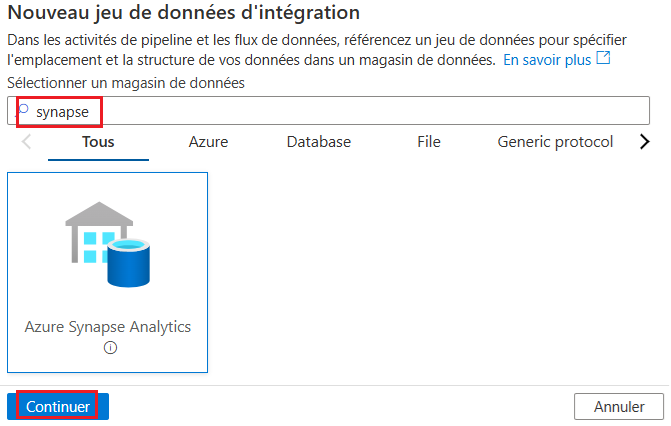 Nouveau jeu de données d'intégration
Dans les activités de pipeline et les flux de données, référencez un jeu de données pour spécifier
l'emplacement et la structure de vos données dans un magasin de données. En savoir plus
Sélectionner un magasin de données
synapse
Tous Azure Database File Generic protocol
Azure Synapse Analytics
Continuer Annuler